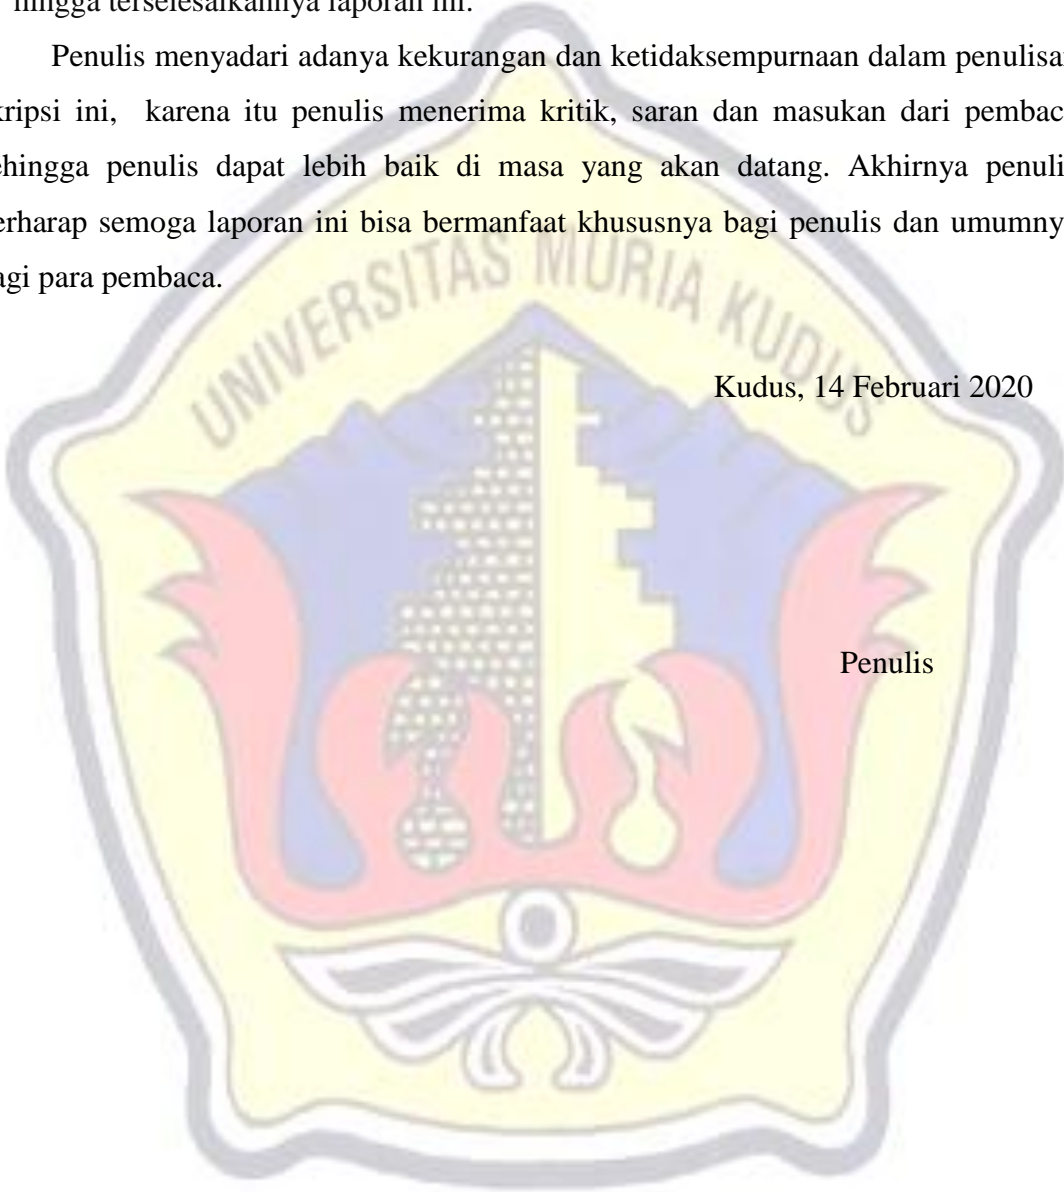 hingga terselesaikannya laporan ini.
Penulis menyadari adanya kekurangan dan ketidaksempurnaan dalam penulisa
kripsi ini, karena itu penulis menerima kritik, saran dan masukan dari pembac
ehingga penulis dapat lebih baik di masa yang akan datang. Akhirnya penuli
erharap semoga laporan ini bisa bermanfaat khususnya bagi penulis dan umumny
agi para pembaca.
UNIVERSITAS MURIA KUDUS
Kudus, 14 Februari 2020
Penulis